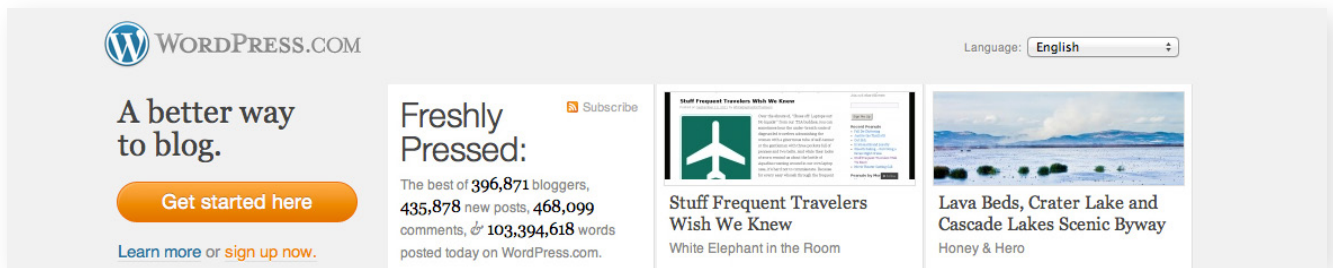 WORDPRESS.COM
Language: English
A better way
to blog.
Get started here
Learn more or sign up now.
Freshly
Pressed:
Subscribe
The best of 396,871 bloggers,
435,878 new posts, 468,099
comments, & 103,394,618 words
posted today on WordPress.com.
Stuff Frequent Travelers Wish We Knew
Stuff Frequent Travelers
Wish We Knew
White Elephant in the Room
Lava Beds, Crater Lake and
Cascade Lakes Scenic Byway
Honey & Hero